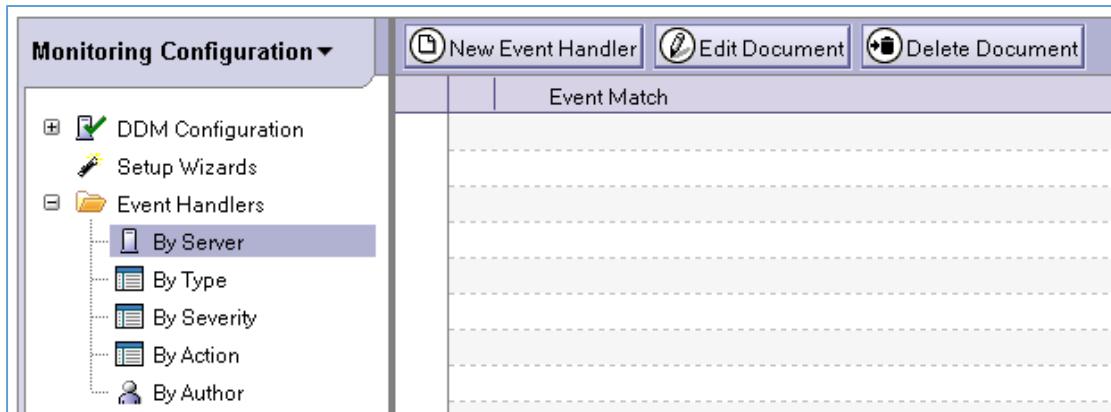 Monitoring Configuration
New Event Handler Edit Document Delete Document
Event Match
DDM Configuration
Setup Wizards
Event Handlers
By Server
By Type
By Severity
By Action
By Author